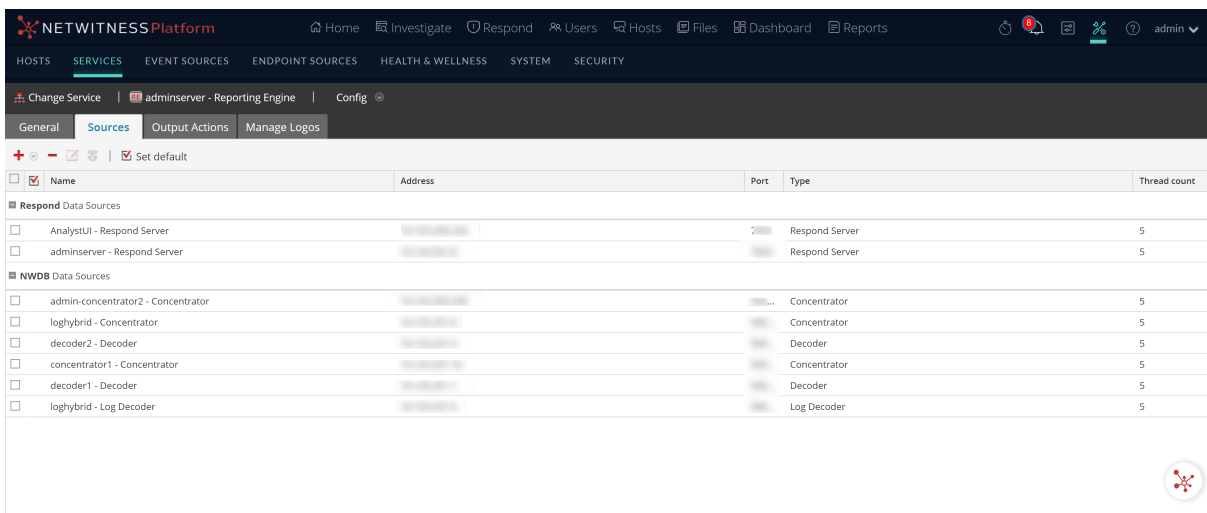 NETWITNESS Platform Home Investigate Respond Users Hosts Files Dashboard Reports 8 admin
HOSTS SERVICES EVENT SOURCES ENDPOINT SOURCES HEALTH & WELLNESS SYSTEM SECURITY
Change Service | RE adminserver - Reporting Engine | Config
General Sources Output Actions Manage Logos
Set default
Name Address Port Type Thread count
Respond Data Sources
AnalystUI - Respond Server Respond Server 5
adminserver - Respond Server Respond Server 5
NWDB Data Sources
admin-concentrator2 - Concentrator Concentrator 5
loghybrid - Concentrator Concentrator 5
decoder2 - Decoder Decoder 5
concentrator1 - Concentrator Concentrator 5
decoder1 - Decoder Decoder 5
loghybrid - Log Decoder Log Decoder 5